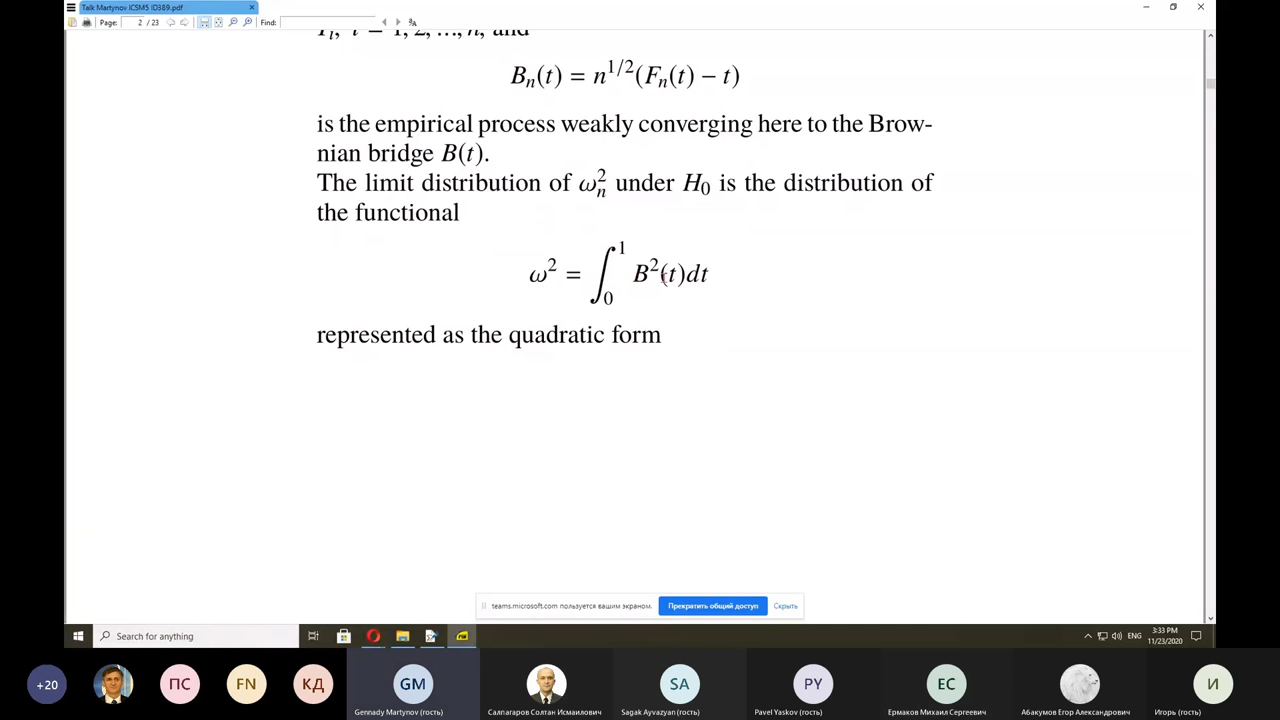 Talk Martynov ICSM5 ID389.pdf
Page: 2 / 23 Find:
is the empirical process weakly converging here to the Brow-
nian bridge B(t).
B_n(t) = n^{1/2}(F_n(t) − t)
The limit distribution of ω_n^2 under H_0 is the distribution of
the functional
ω^2 = ∫_0^1 B^2(t)dt
represented as the quadratic form
teams.microsoft.com пользуется вашим экраном. Прекратить общий доступ Скрыть
Search for anything
ENG
3:33 PM
11/23/2020
+20 ПС FN КД GM SA PY ЕС И
Gennady Martynov (гость) Салпагаров Солтан Исмаилович Sagak Ayvazyan (гость) Pavel Yaskov (гость) Ермаков Михаил Сергеевич Абакумов Егор Александрович Игорь (гость)